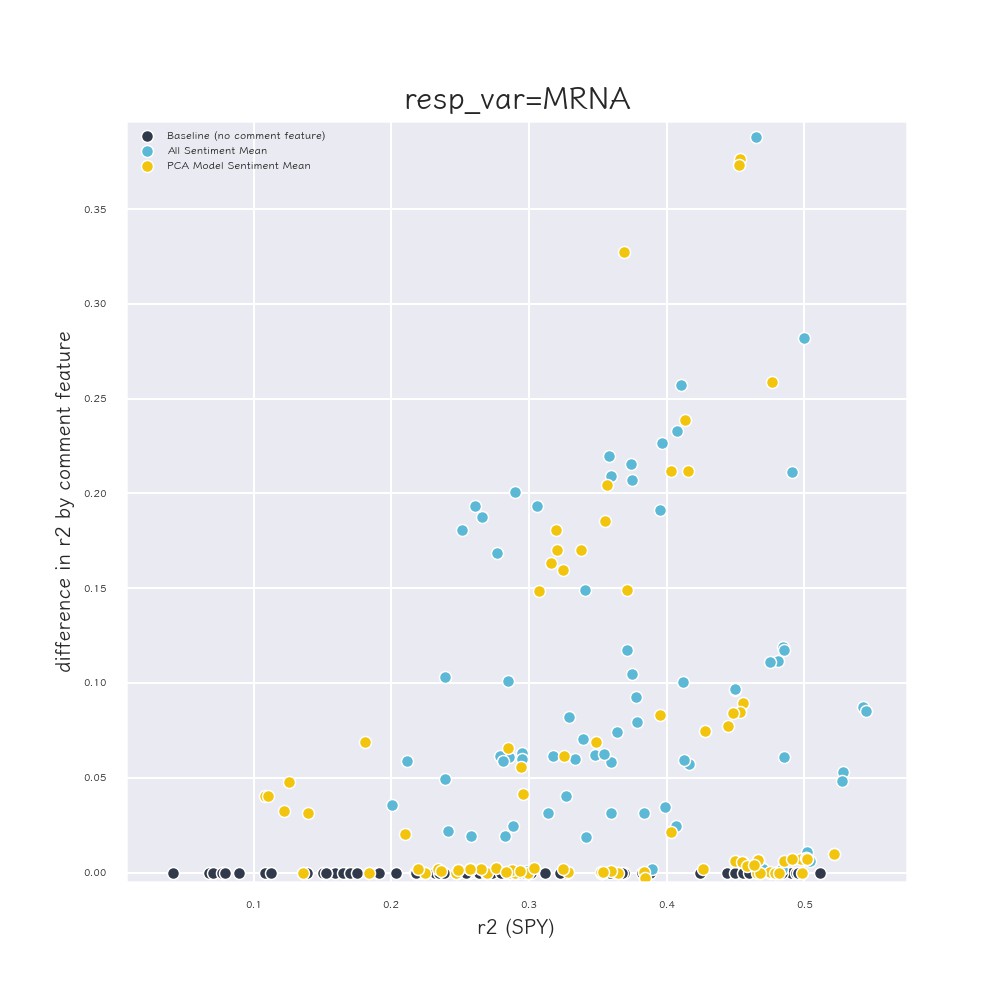 resp_var=MRNA
Baseline (no comment feature)
All Sentiment Mean
PCA Model Sentiment Mean
difference in r2 by comment feature
0.35
0.30
0.25
0.20
0.15
0.10
0.05
0.00
0.1 0.2 0.3 0.4 0.5
r2 (SPY)